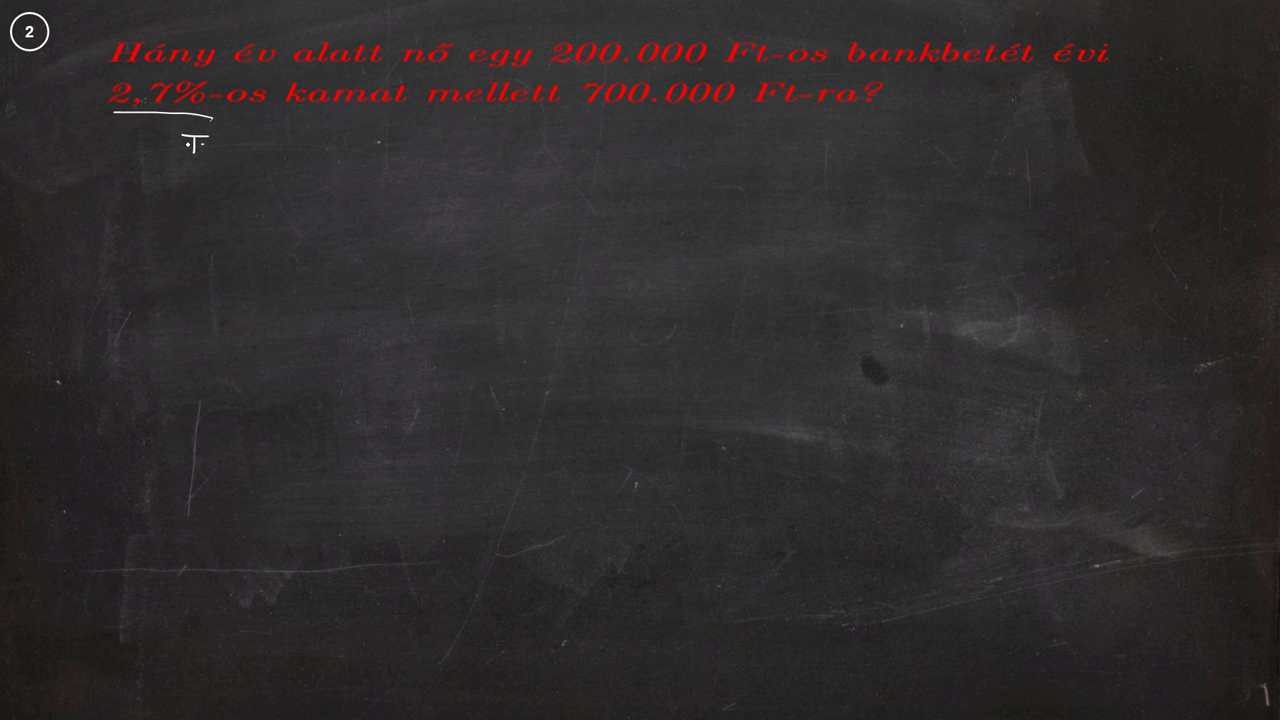 2
Hány év alatt nő egy 200.000 Ft-os bankbetét évi
2,7%-os kamat mellett 700.000 Ft-ra?